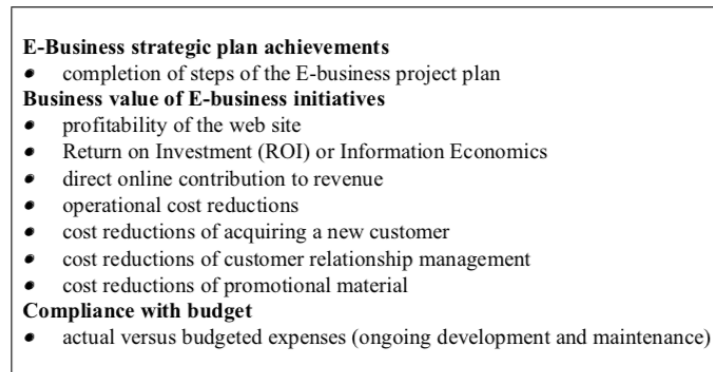 E-Business strategic plan achievements
• completion of steps of the E-business project plan
Business value of E-business initiatives
• profitability of the web site
• Return on Investment (ROI) or Information Economics
• direct online contribution to revenue
• operational cost reductions
• cost reductions of acquiring a new customer
• cost reductions of customer relationship management
• cost reductions of promotional material
Compliance with budget
• actual versus budgeted expenses (ongoing development and maintenance)